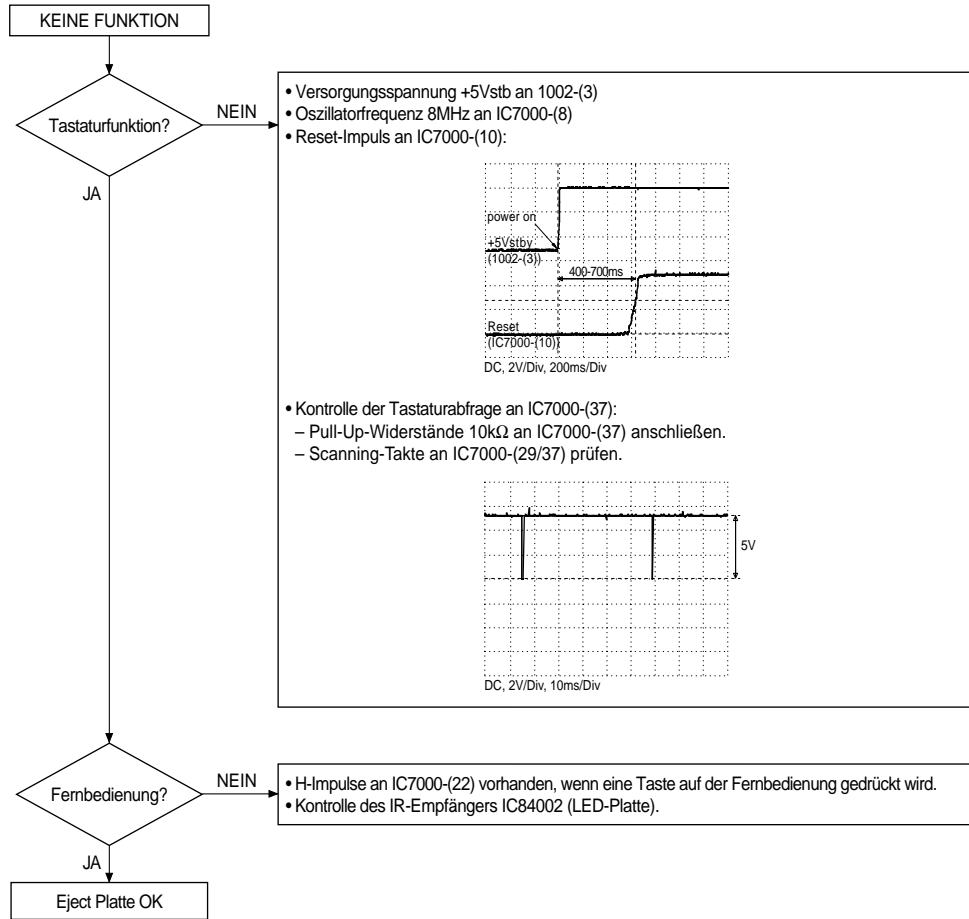 KEINE FUNKTION
Tastaturfunktion?
NEIN
JA
• Versorgungsspannung +5Vstb an 1002-(3)
• Oszillatorfrequenz 8MHz an IC7000-(8)
• Reset-Impuls an IC7000-(10):
power on
+5Vstby
(1002-(3))
400-700ms
Reset
(IC7000-(10))
DC, 2V/Div, 200ms/Div
• Kontrolle der Tastaturabfrage an IC7000-(37):
– Pull-Up-Widerstände 10kΩ an IC7000-(37) anschließen.
– Scanning-Takte an IC7000-(29/37) prüfen.
5V
DC, 2V/Div, 10ms/Div
Fernbedienung?
NEIN
• H-Impulse an IC7000-(22) vorhanden, wenn eine Taste auf der Fernbedienung gedrückt wird.
• Kontrolle des IR-Empfängers IC84002 (LED-Platte).
JA
Eject Platte OK